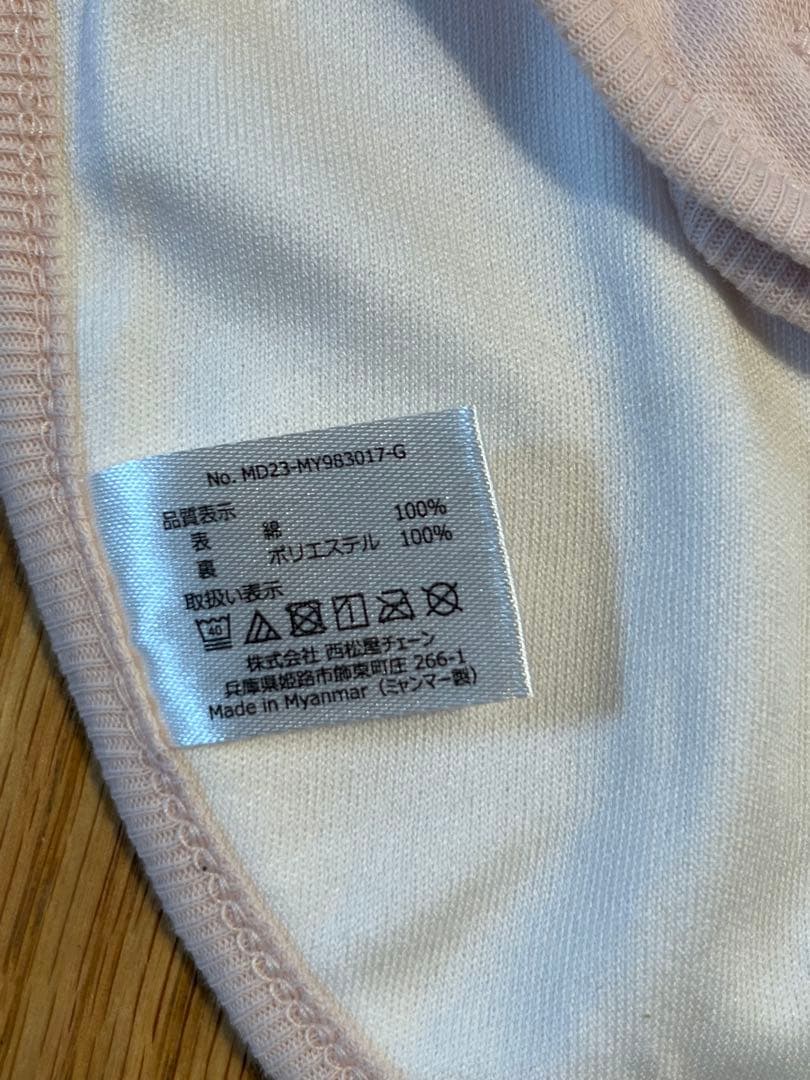 No. MD23-MY983017-G
品質表示
表 綿 100%
裏 ポリエステル 100%
取扱い表示
40
株式会社 西松屋チェーン
兵庫県姫路市飾東町庄 266-1
Made in Myanmar (ミャンマー製)